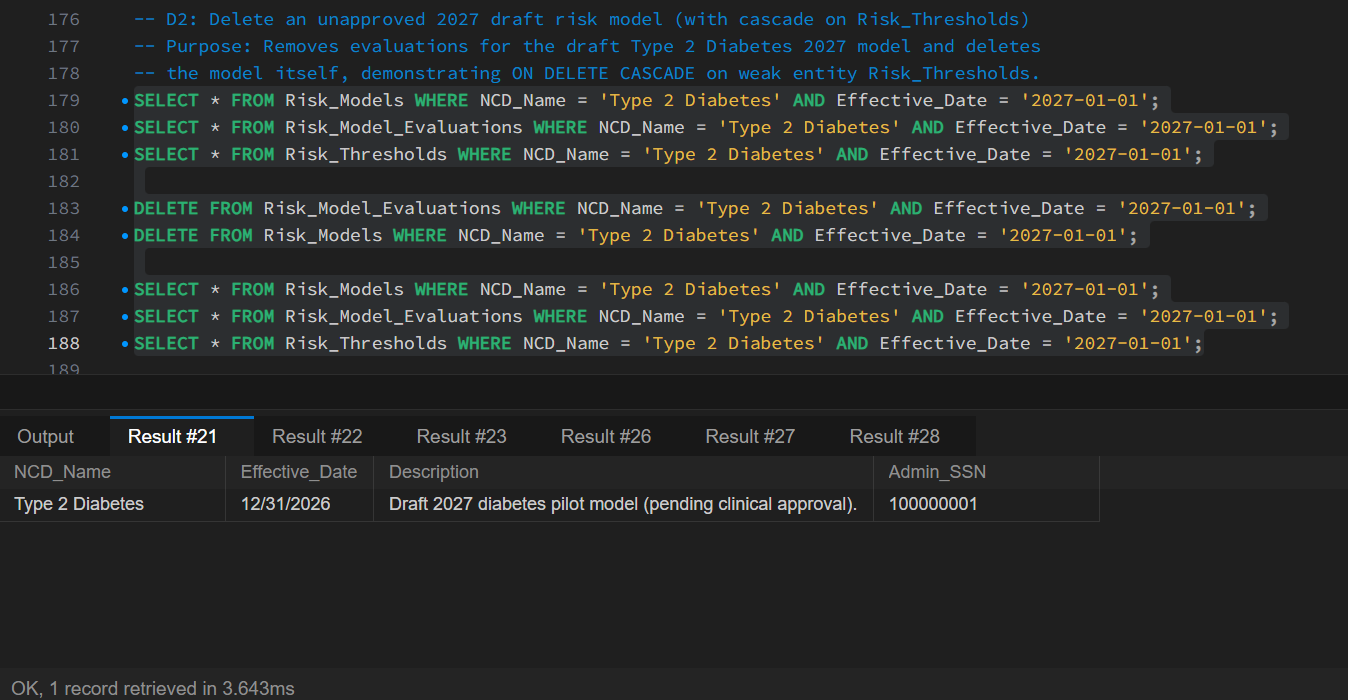 176 -- D2: Delete an unapproved 2027 draft risk model (with cascade on Risk_Thresholds)
177 -- Purpose: Removes evaluations for the draft Type 2 Diabetes 2027 model and deletes
178 -- the model itself, demonstrating ON DELETE CASCADE on weak entity Risk_Thresholds.
179 SELECT * FROM Risk_Models WHERE NCD_Name = 'Type 2 Diabetes' AND Effective_Date = '2027-01-01';
180 SELECT * FROM Risk_Model_Evaluations WHERE NCD_Name = 'Type 2 Diabetes' AND Effective_Date = '2027-01-01';
181 SELECT * FROM Risk_Thresholds WHERE NCD_Name = 'Type 2 Diabetes' AND Effective_Date = '2027-01-01';
182
183 DELETE FROM Risk_Model_Evaluations WHERE NCD_Name = 'Type 2 Diabetes' AND Effective_Date = '2027-01-01';
184 DELETE FROM Risk_Models WHERE NCD_Name = 'Type 2 Diabetes' AND Effective_Date = '2027-01-01';
185
186 SELECT * FROM Risk_Models WHERE NCD_Name = 'Type 2 Diabetes' AND Effective_Date = '2027-01-01';
187 SELECT * FROM Risk_Model_Evaluations WHERE NCD_Name = 'Type 2 Diabetes' AND Effective_Date = '2027-01-01';
188 SELECT * FROM Risk_Thresholds WHERE NCD_Name = 'Type 2 Diabetes' AND Effective_Date = '2027-01-01';
189
Output Result #21 Result #22 Result #23 Result #26 Result #27 Result #28
NCD_Name Effective_Date Description Admin_SSN
Type 2 Diabetes 12/31/2026 Draft 2027 diabetes pilot model (pending clinical approval). 100000001
OK, 1 record retrieved in 3.643ms